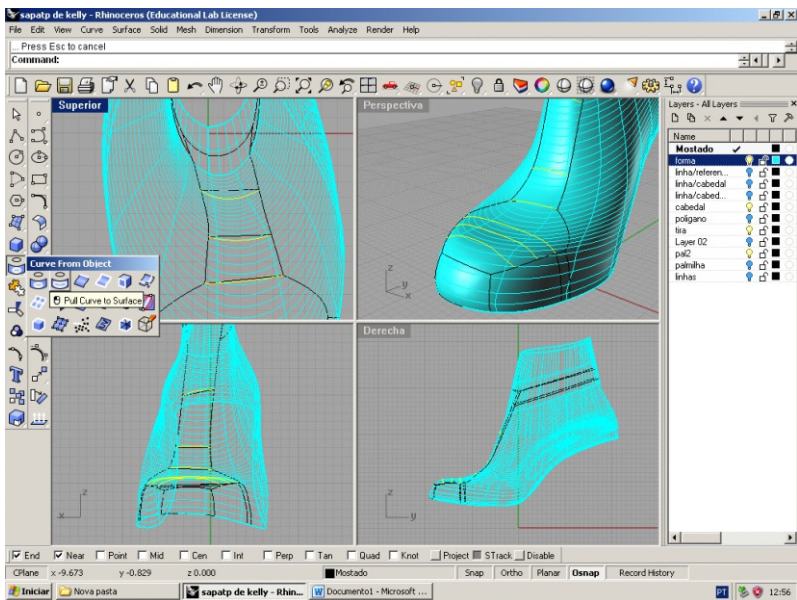 sapatp de kelly - Rhinoceros (Educational Lab License)
File Edit View Curve Surface Solid Mesh Dimension Transform Tools Analyze Render Help
... Press Esc to cancel
Command:
Superior
Perspectiva
Layers - All Layers
Name
Mostado
forma
linha/referen...
linha/cabedal
linha/cabed...
cabedal
poligano
tira
Layer 02
pal2
palmilha
linhas
Curve From Object
Pull Curve to Surface
z
y
x
Derecha
z
x
z
y
End Near Point Mid Cen Int Perp Tan Quad Knot Project STrack Disable
CPlane x -9.673 y -0.829 z 0.000 Mostado Snap Ortho Planar Osnap Record History
Iniciar Nova pasta sapatp de kelly - Rhin... Documento1 - Microsoft ... PT 12:56